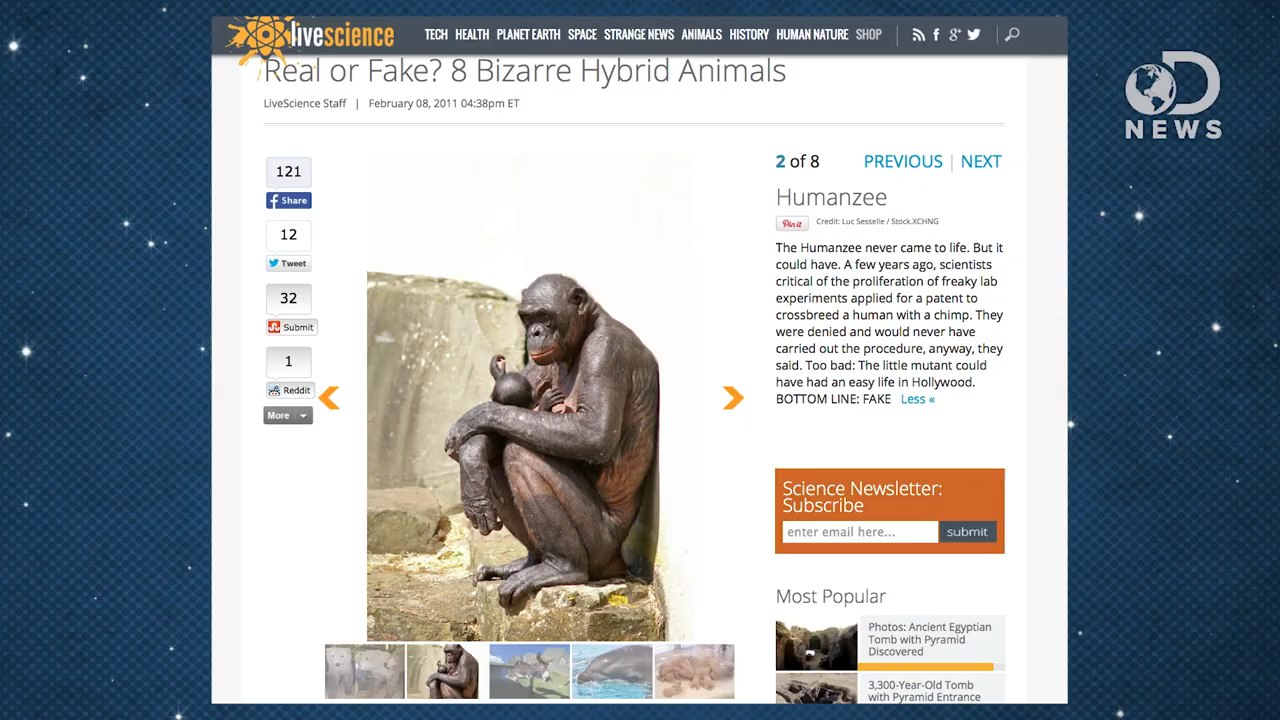 livescience
TECH HEALTH PLANET EARTH SPACE STRANGE NEWS ANIMALS HISTORY HUMAN NATURE SHOP
D
NEWS
Real or Fake? 8 Bizarre Hybrid Animals
LiveScience Staff | February 08, 2011 04:38pm ET
121
Share
12
Tweet
32
Submit
1
Reddit
More
2 of 8 PREVIOUS | NEXT
Humanzee
Pin it Credit: Luc Sesselle / Stock.XCHNG
The Humanzee never came to life. But it
could have. A few years ago, scientists
critical of the proliferation of freaky lab
experiments applied for a patent to
crossbreed a human with a chimp. They
were denied and would never have
carried out the procedure, anyway, they
said. Too bad: The little mutant could
have had an easy life in Hollywood.
BOTTOM LINE: FAKE Less «
Science Newsletter:
Subscribe
enter email here... submit
Most Popular
Photos: Ancient Egyptian
Tomb with Pyramid
Discovered
3,300-Year-Old Tomb
with Pyramid Entrance